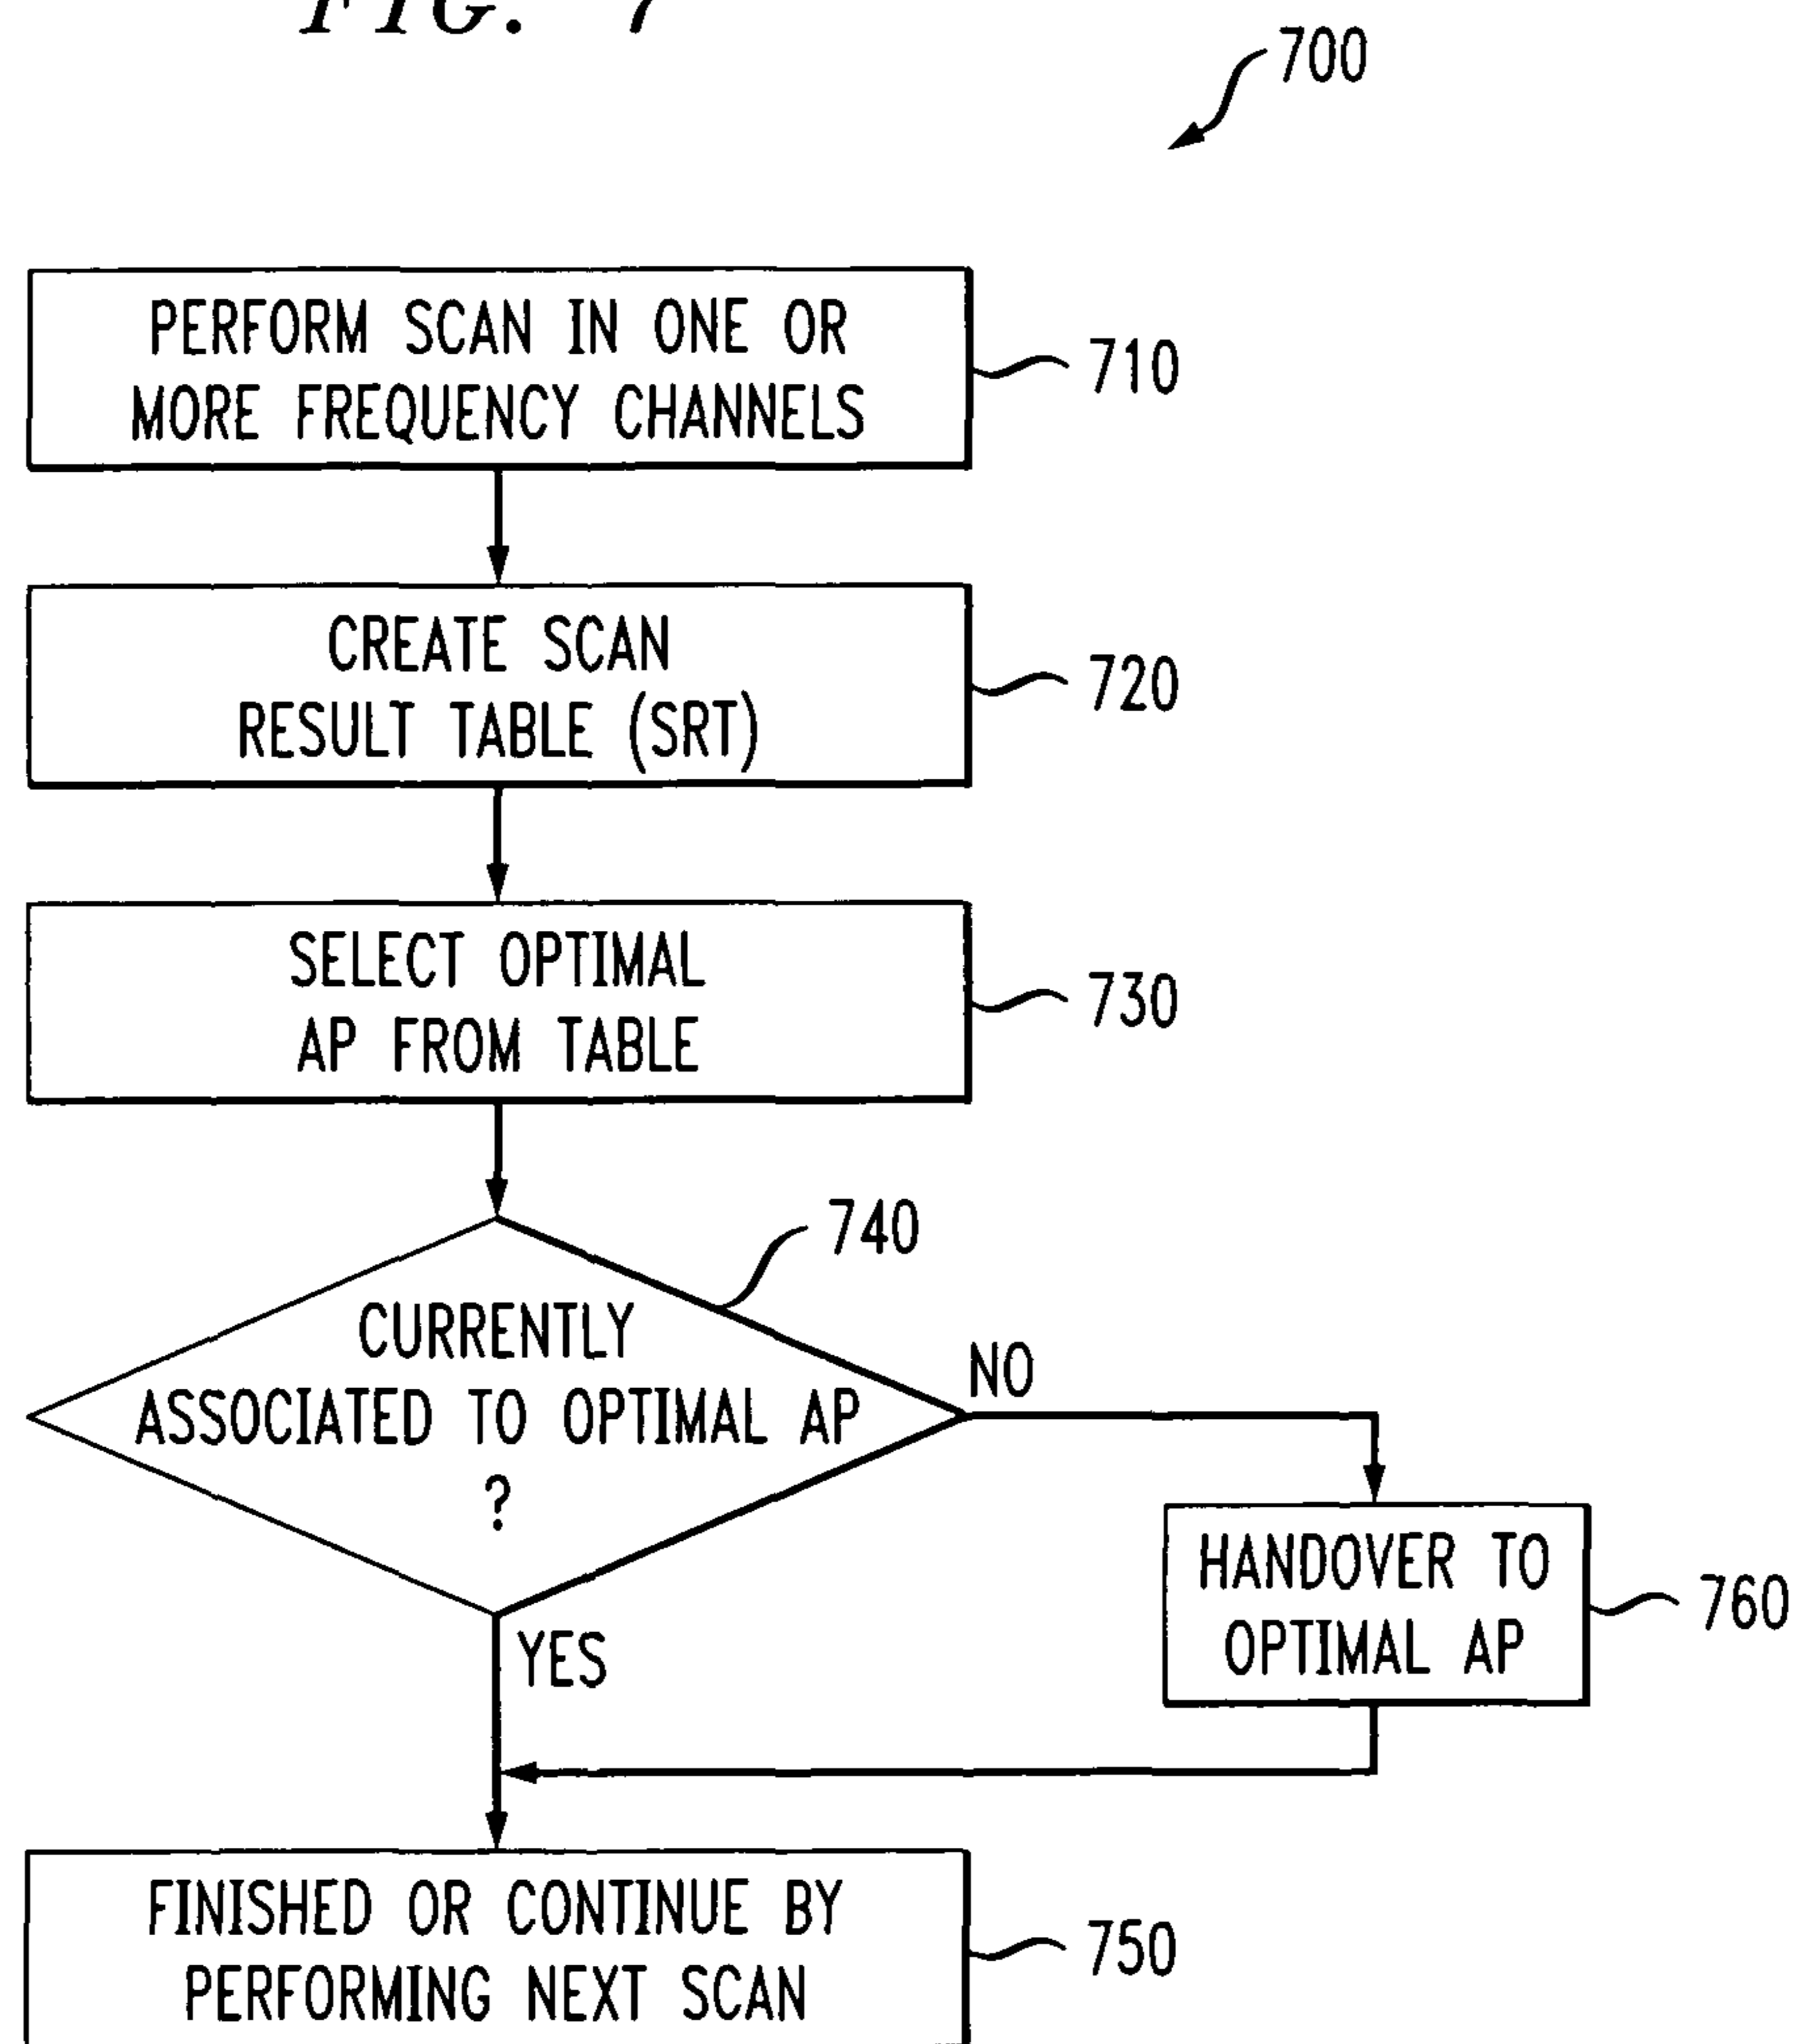 FIG. 7
700
PERFORM SCAN IN ONE OR
MORE FREQUENCY CHANNELS
710
CREATE SCAN
RESULT TABLE (SRT)
720
SELECT OPTIMAL
AP FROM TABLE
730
740
CURRENTLY
ASSOCIATED TO OPTIMAL AP
?
NO
HANDOVER TO
OPTIMAL AP
760
YES
FINISHED OR CONTINUE BY
PERFORMING NEXT SCAN
750